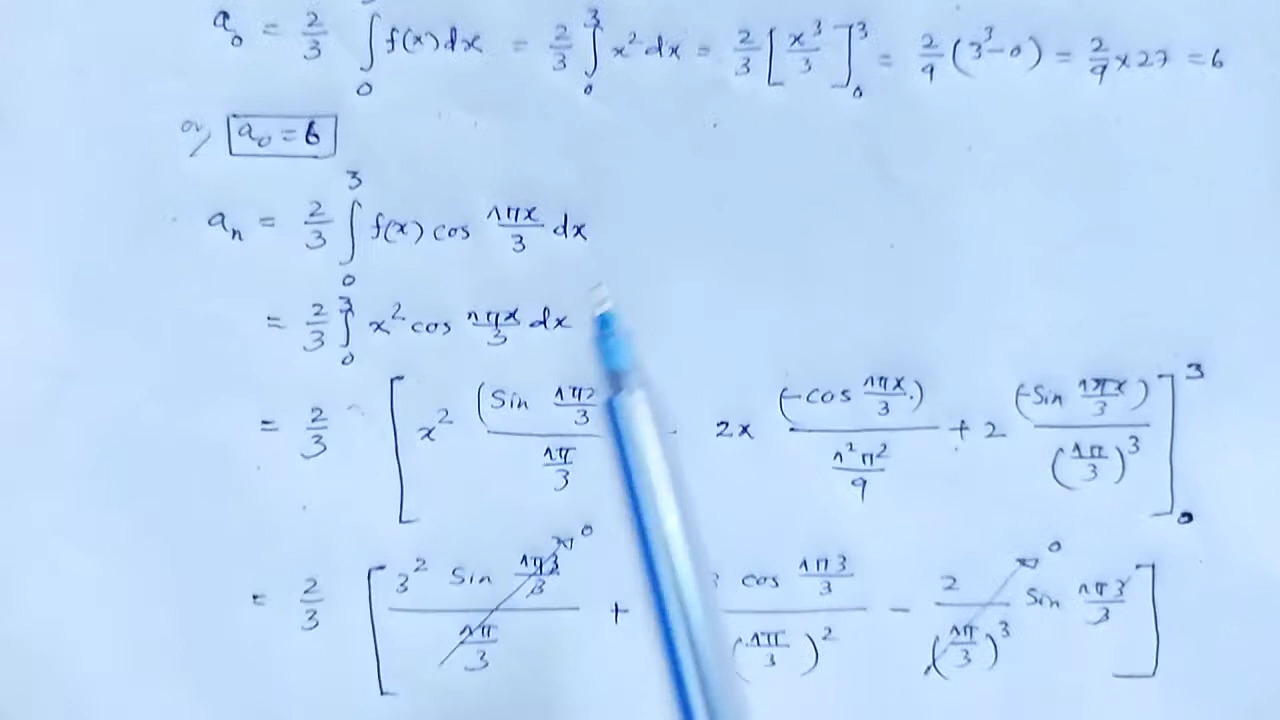 a₀ = 2/3 ∫₀³ f(x) dx = 2/3 ∫₀³ x² dx = 2/3 [x³/3]₀³ = 2/9 (3³-0) = 2/9 × 27 = 6
or, a₀ = 6
aₙ = 2/3 ∫₀³ f(x) cos nπx/3 dx
= 2/3 ∫₀³ x² cos nπx/3 dx
= 2/3 [ x² (Sin nπx/3 / nπ/3 - 2x (-cos nπx/3) / n²π²/9 + 2 (-Sin nπx/3) / (nπ/3)³ ]₀³
= 2/3 [ 3² Sin nπ3/3 / nπ/3 → 0 + cos nπ3/3 / (nπ/3)² - 2 / (nπ/3)³ Sin nπ3/3 → 0 ]